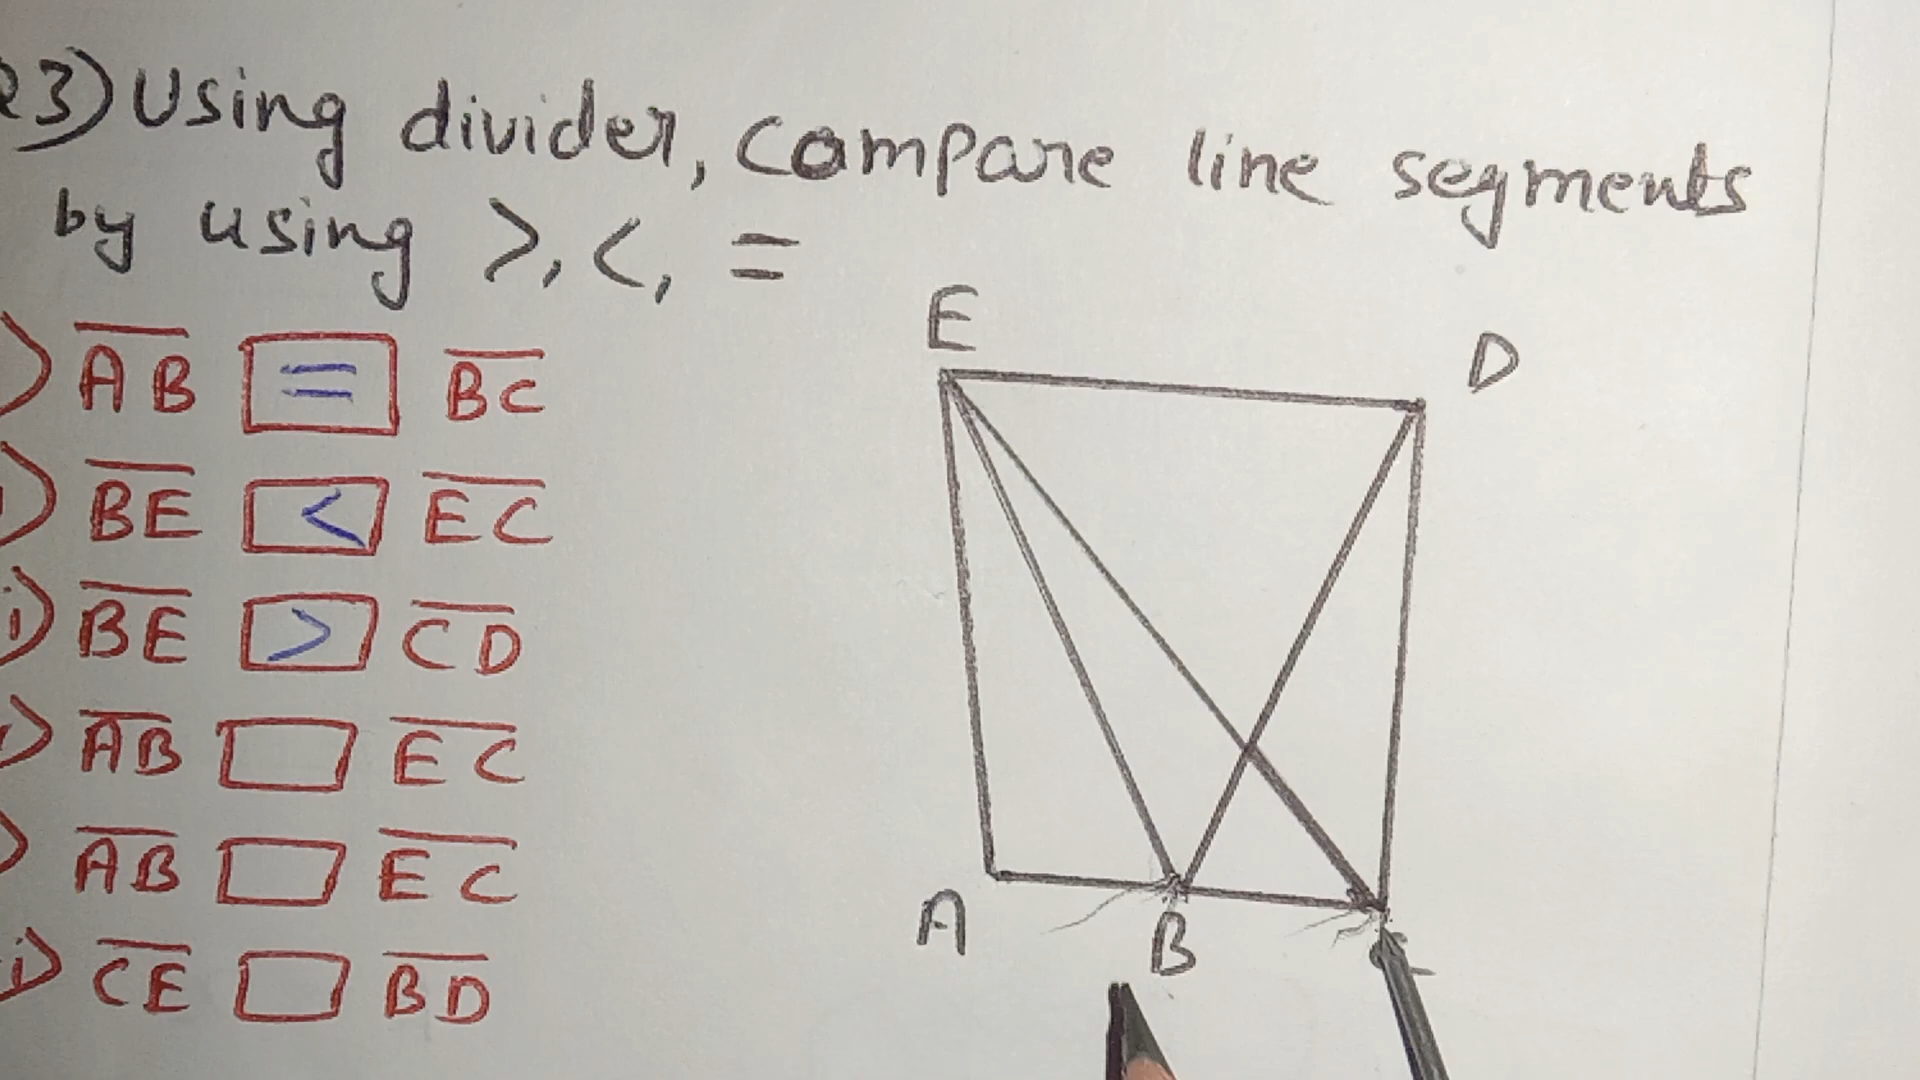 23) Using divider, compare line segments
by using >, <, =
) AB = BC
) BE < EC
i) BE > CD
) AB EC
) AB EC
i) CE BD
E
D
A
B